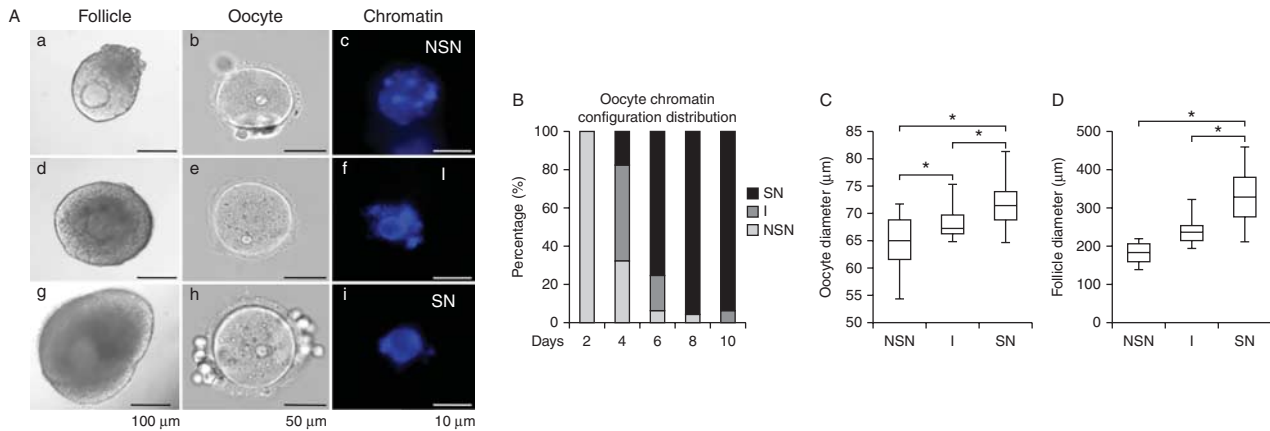 A Follicle Oocyte Chromatin
a b c NSN
d e f I
g h i SN
100 μm 50 μm 10 μm
B Oocyte chromatin
configuration distribution
Percentage (%)
100
80
60
40
20
0
Days 2 4 6 8 10
SN
I
NSN
C
Oocyte diameter (μm)
85
80
75
70
65
60
55
50
* * *
NSN I SN
D
Follicle diameter (μm)
500
400
300
200
100
0
* *
NSN I SN